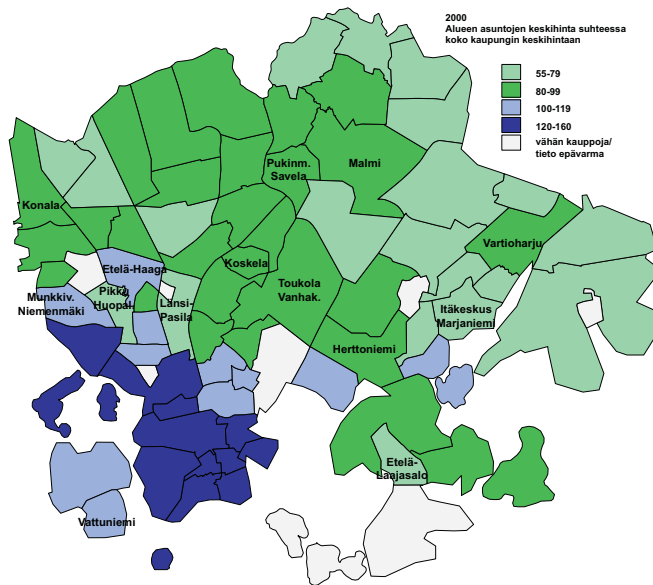 2000
Alueen asuntojen keskihinta suhteessa
koko kaupungin keskihintaan
55-79
80-99
100-119
120-160
vähän kauppoja/
tieto epävarma
Pukinm.
Savela
Malmi
Konala
Vartioharju
Etelä-Haaga
Koskela
Pikku
Huopal.
Munkkiv.
Niemenmäki
Länsi-
Pasila
Toukola
Vanhak.
Itäkeskus
Marjaniemi
Herttoniemi
Etelä-
Laajasalo
Vattuniemi